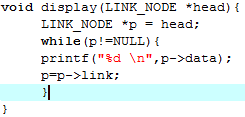 void display(LINK_NODE *head){
LINK_NODE *p = head;
while(p!=NULL){
printf("%d \n",p->data);
p=p->link;
}
}